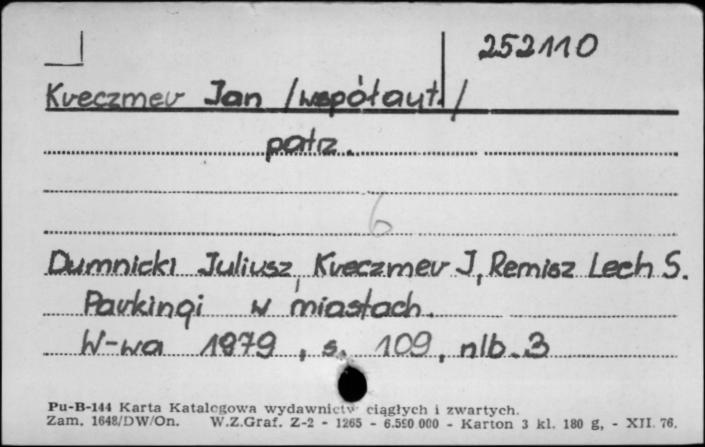 252110
Kreczmer Jan /współaut./
patrz.
6
Dumnicki Juliusz, Kreczmer J, Remisz Lech S.
Parkingi w miastach.
W-wa 1979, s. 109, nlb. 3
Pu-B-144 Karta Katalogowa wydawnictw ciągłych i zwartych.
Zam. 1648/DW/On. W.Z.Graf. Z-2 - 1265 - 6.590 000 - Karton 3 kl. 180 g, - XII. 76.